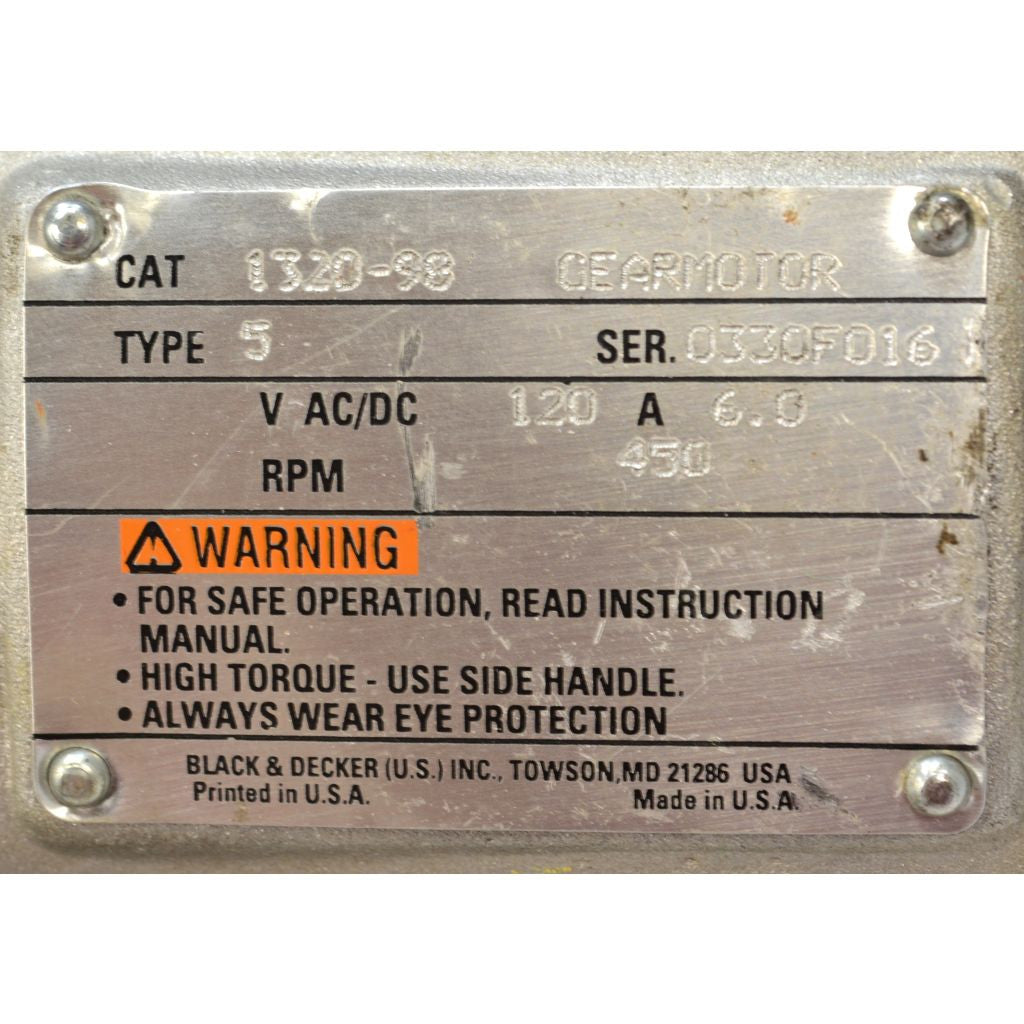 CAT 1320-98 GEARMOTOR
TYPE 5 SER. 0330F016
V AC/DC 120 A 6.0
RPM 450
WARNING
• FOR SAFE OPERATION, READ INSTRUCTION
MANUAL.
• HIGH TORQUE - USE SIDE HANDLE.
• ALWAYS WEAR EYE PROTECTION
BLACK & DECKER (U.S.) INC., TOWSON, MD 21286 USA
Printed in U.S.A. Made in U.S.A.